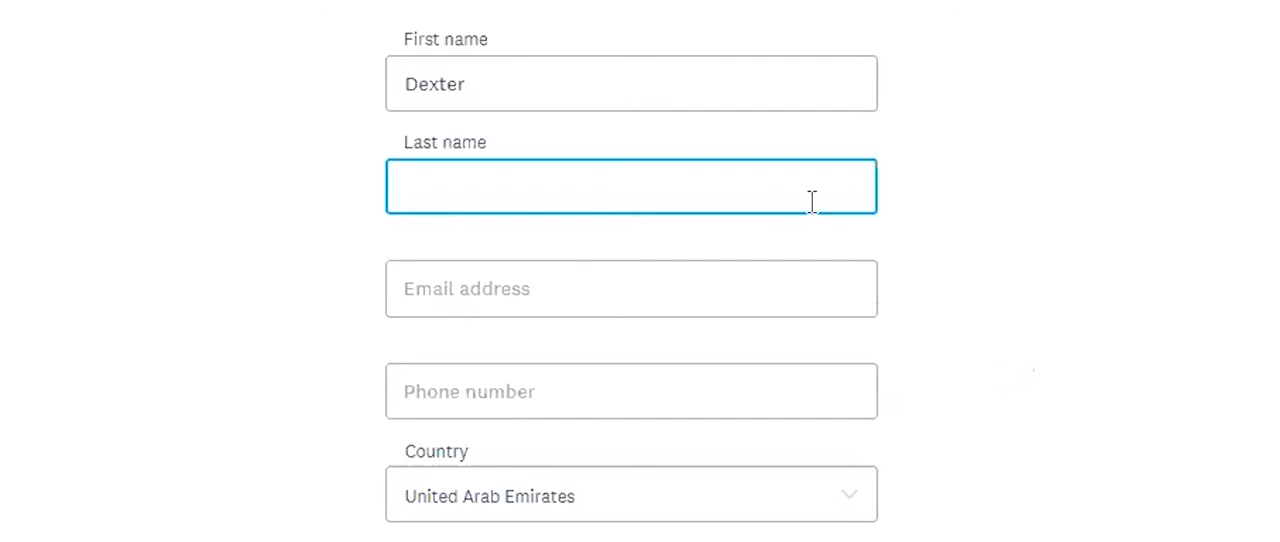 First name
Dexter
Last name
Email address
Phone number
Country
United Arab Emirates